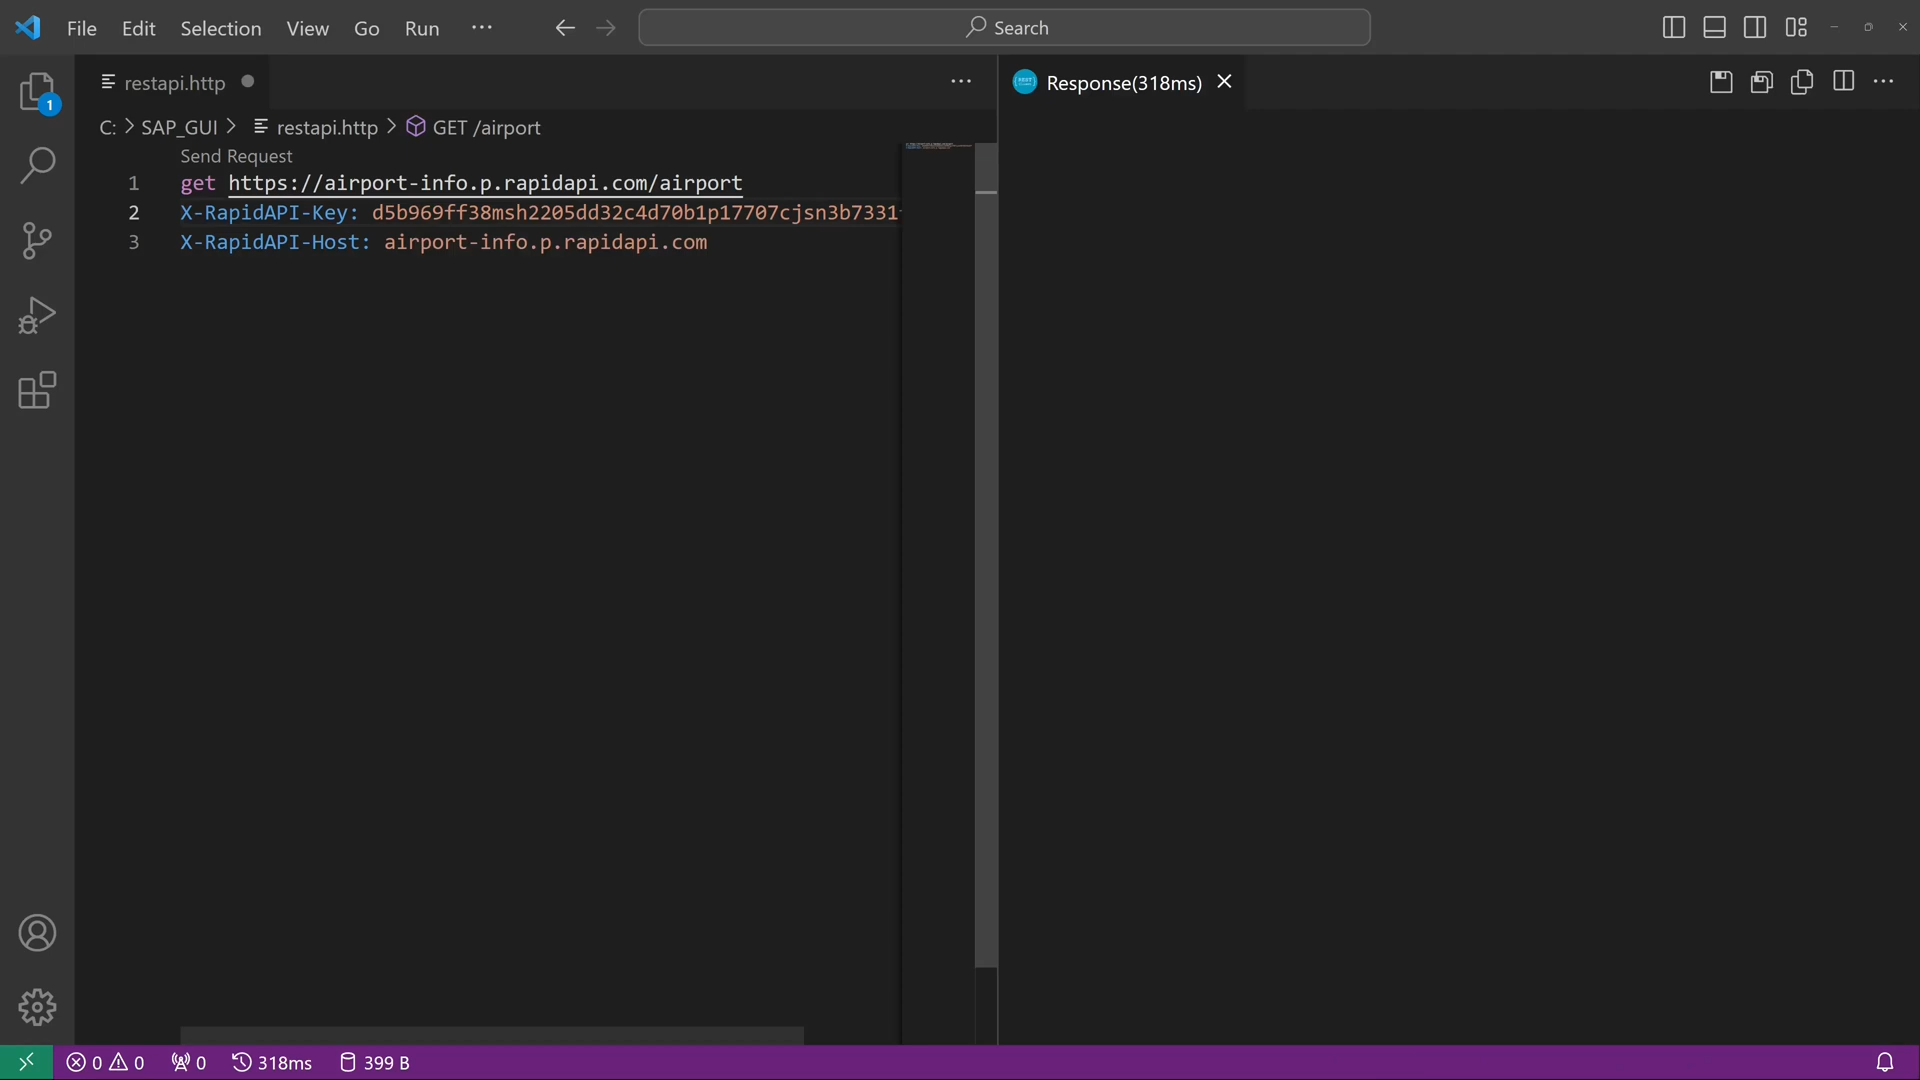 File Edit Selection View Go Run ··· Search
restapi.http
Response(318ms)
C: > SAP_GUI > restapi.http > GET /airport
Send Request
1 get https://airport-info.p.rapidapi.com/airport
2 X-RapidAPI-Key: d5b969ff38msh2205dd32c4d70b1p17707cjsn3b7331
3 X-RapidAPI-Host: airport-info.p.rapidapi.com
1
0 0 0 318ms 399 B